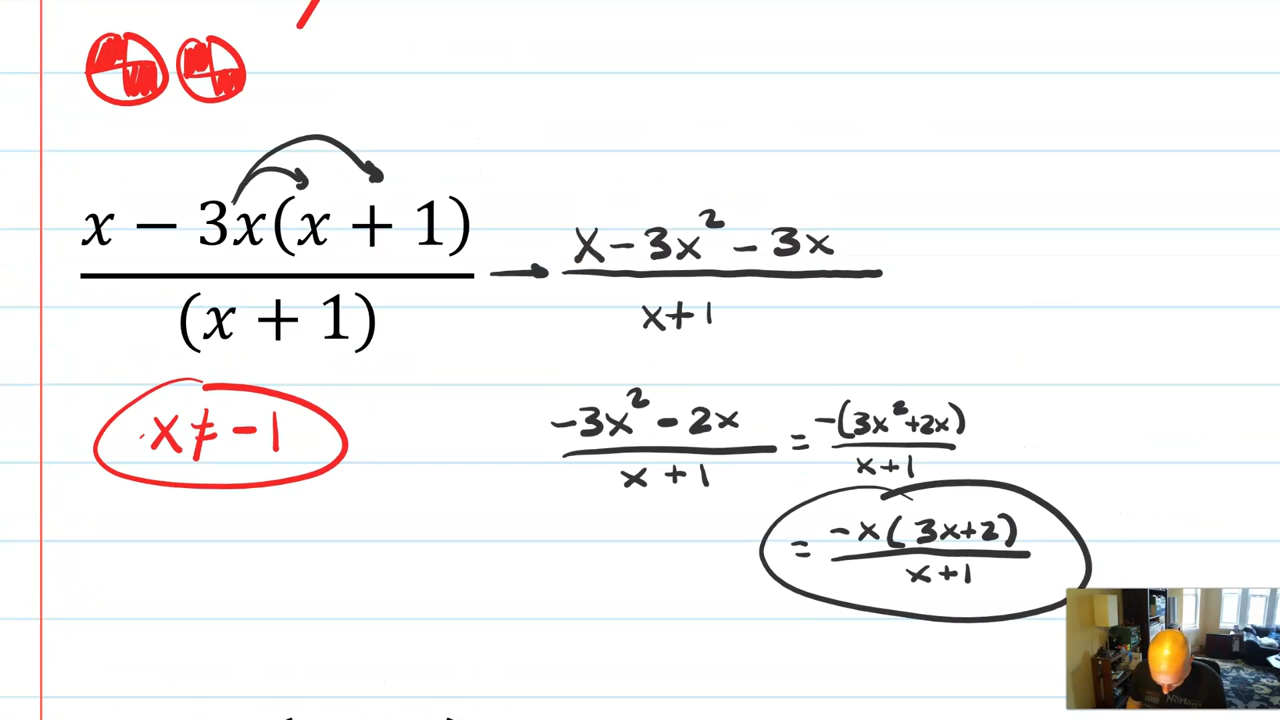 x − 3x(x + 1)
(x + 1)
x - 3x² - 3x
x + 1
x ≠ -1
-3x² - 2x
x + 1
= -(3x² + 2x)
x + 1
= -x(3x + 2)
x + 1